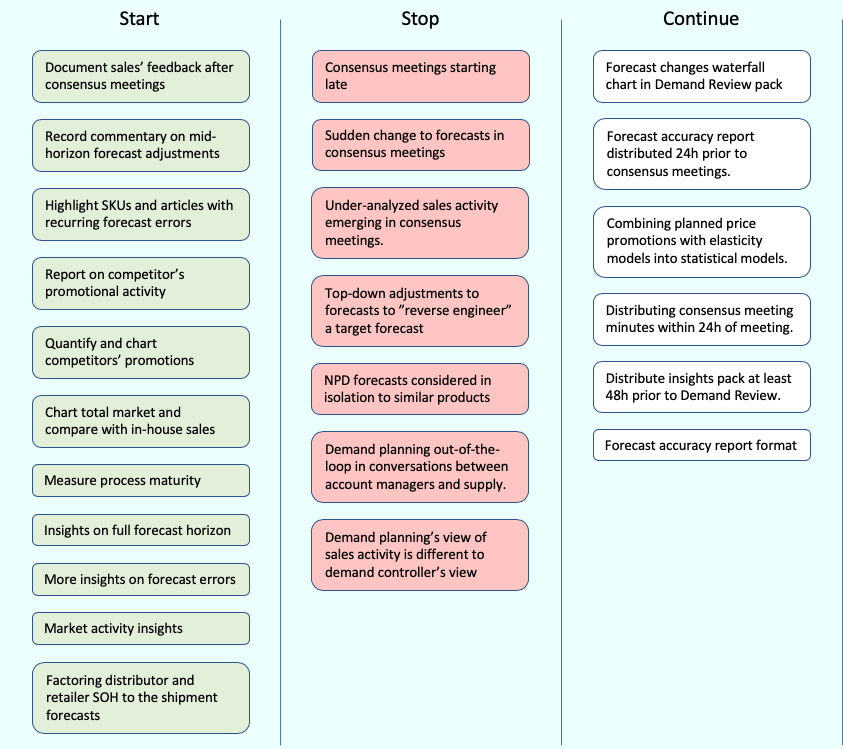 Start
Document sales’ feedback after
consensus meetings
Record commentary on mid-
horizon forecast adjustments
Highlight SKUs and articles with
recurring forecast errors
Report on competitor’s
promotional activity
Quantify and chart
competitors’ promotions
Chart total market and
compare with in-house sales
Measure process maturity
Insights on full forecast horizon
More insights on forecast errors
Market activity insights
Factoring distributor and
retailer SOH to the shipment
forecasts
Stop
Consensus meetings starting
late
Sudden change to forecasts in
consensus meetings
Under-analyzed sales activity
emerging in consensus
meetings.
Top-down adjustments to
forecasts to ”reverse engineer”
a target forecast
NPD forecasts considered in
isolation to similar products
Demand planning out-of-the-
loop in conversations between
account managers and supply.
Demand planning’s view of
sales activity is different to
demand controller’s view
Continue
Forecast changes waterfall
chart in Demand Review pack
Forecast accuracy report
distributed 24h prior to
consensus meetings.
Combining planned price
promotions with elasticity
models into statistical models.
Distributing consensus meeting
minutes within 24h of meeting.
Distribute insights pack at least
48h prior to Demand Review.
Forecast accuracy report format